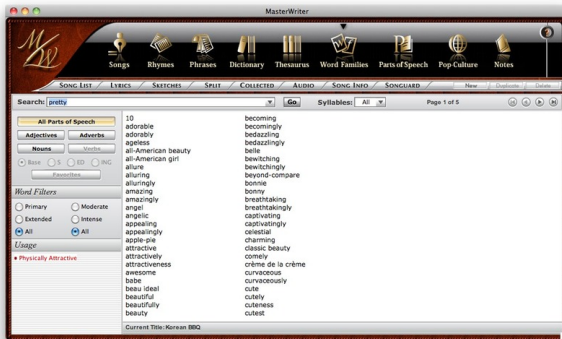 MasterWriter
MW
Songs
Rhymes
Phrases
Dictionary
Thesaurus
Word Families
Parts of Speech
Pop Culture
Notes
?
Song List / Lyrics / Sketches / Split / Collected / Audio / Song Info / Songuard
New
Duplicate
Delete
Search: pretty
Go
Syllables: All
Page 1 of 5
All Parts of Speech
Adjectives
Adverbs
Nouns
Verbs
Base
S
ED
ING
Favorites
Word Filters
Primary
Moderate
Extended
Intense
All
All
Usage
• Physically Attractive
10
adorable
adorably
ageless
all-American beauty
all-American girl
allure
alluring
alluringly
amazing
amazingly
angel
angelic
appealing
appealingly
apple-pie
attractive
attractively
attractiveness
awesome
babe
beau ideal
beautiful
beautifully
beauty
becoming
becomingly
bedazzling
bedazzlingly
belle
bewitching
bewitchingly
beyond-compare
bonnie
bonny
breathtaking
breathtakingly
captivating
captivatingly
celestial
charming
classic beauty
comely
crème de la crème
curvaceous
curvaceously
cute
cutely
cuteness
cutest
Current Title: Korean BBQ